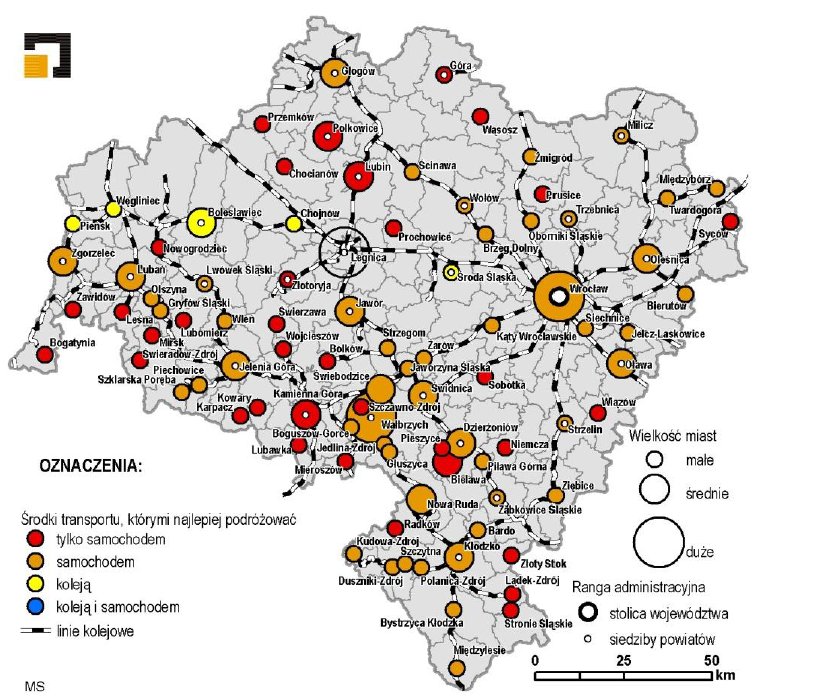 Głogów
Góra
Przemków
Polkowice
Wąsosz
Milicz
Chocianów
Lubin
Ścinawa
Żmigród
Międzybórz
Węgliniec
Bolesławiec
Chojnow
Wołów
Prusice
Trzebnica
Twardogóra
Pieńsk
Prochowice
Oborniki Śląskie
Syców
Nowogrodziec
Brzeg Dolny
Zgorzelec
Legnica
Oleśnica
Lubań
Lwówek Śląski
Złotoryja
Środa Śląska
Wrocław
Olszyna
Zawidów
Gryfów Śląski
Jawor
Bierutów
Leśna
Lubomierz
Wleń
Świerzawa
Siechnice
Mirsk
Wojcieszów
Strzegom
Żarów
Kąty Wrocławskie
Jelcz-Laskowice
Bogatynia
Świeradów-Zdrój
Bolków
Piechowice
Jelenia Góra
Świebodzice
Jaworzyna Śląska
Oława
Szklarska Poręba
Kamienna Góra
Świdnica
Sobótka
Kowary
Karpacz
Szczawno-Zdrój
Wiązów
Wałbrzych
Boguszów-Gorce
Dzierżoniów
Strzelin
Pieszyce
Niemcza
Lubawka
Jedlina-Zdrój
Mieroszów
Głuszyca
Bielawa
Piława Górna
Ziębice
Nowa Ruda
Ząbkowice Śląskie
Radków
Bardo
Kudowa-Zdrój
Szczytna
Kłodzko
Złoty Stok
Duszniki-Zdrój
Polanica-Zdrój
Lądek-Zdrój
Bystrzyca Kłodzka
Stronie Śląskie
Międzylesie
OZNACZENIA:
Środki transportu, którymi najlepiej podróżować
tylko samochodem
samochodem
koleją
koleją i samochodem
linie kolejowe
Wielkość miast
małe
średnie
duże
Ranga administracyjna
stolica województwa
siedziby powiatów
0 25 50
km
MS